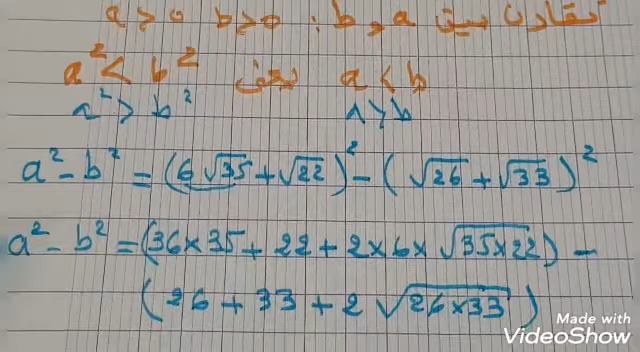 نقارن بين a و b : b>0 a>0
a² < b² يعني a < b
a² > b² a > b
a² - b² = (6√35 + √22)² - (√26 + √33)²
a² - b² = (36×35 + 22 + 2×6×√35×22) -
(26 + 33 + 2√26×33)
Made with
VideoShow